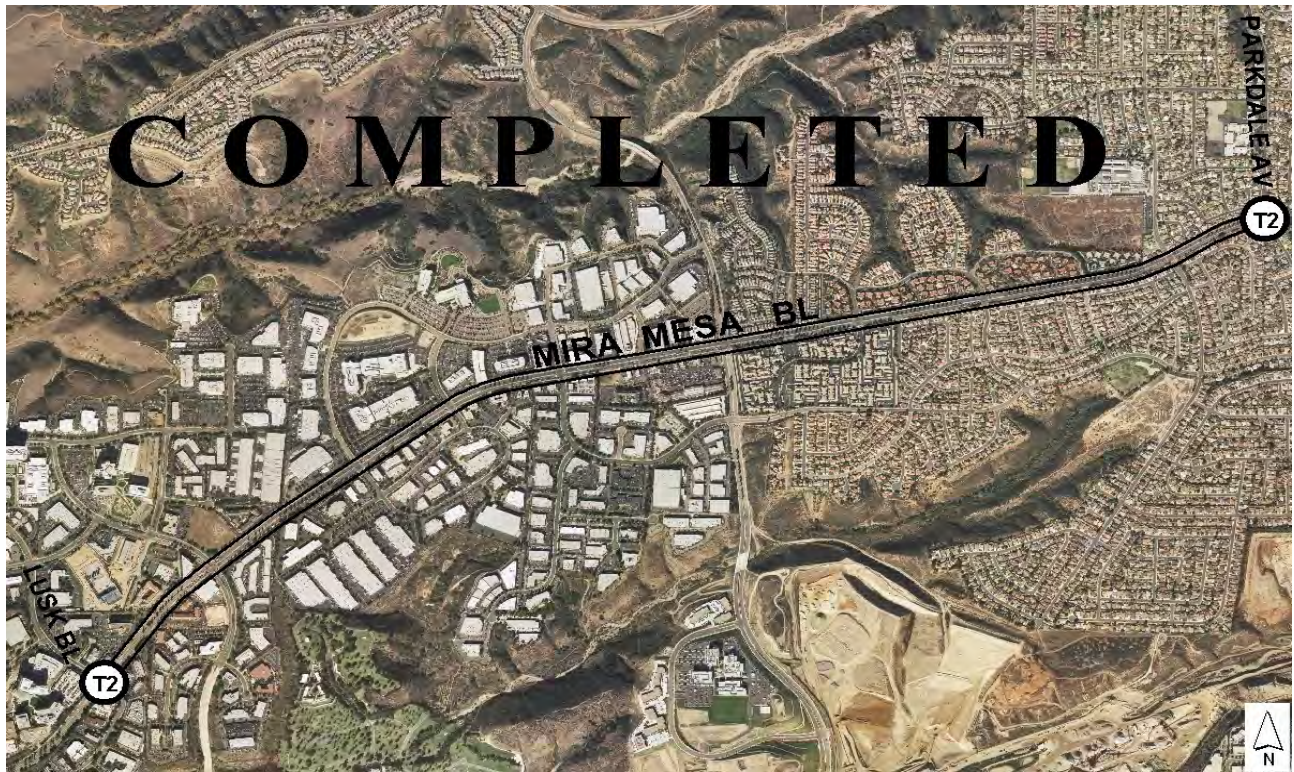 PARKDALE AV
COMPLETED
T2
MIRA MESA BL
LUSK BL
T2
N